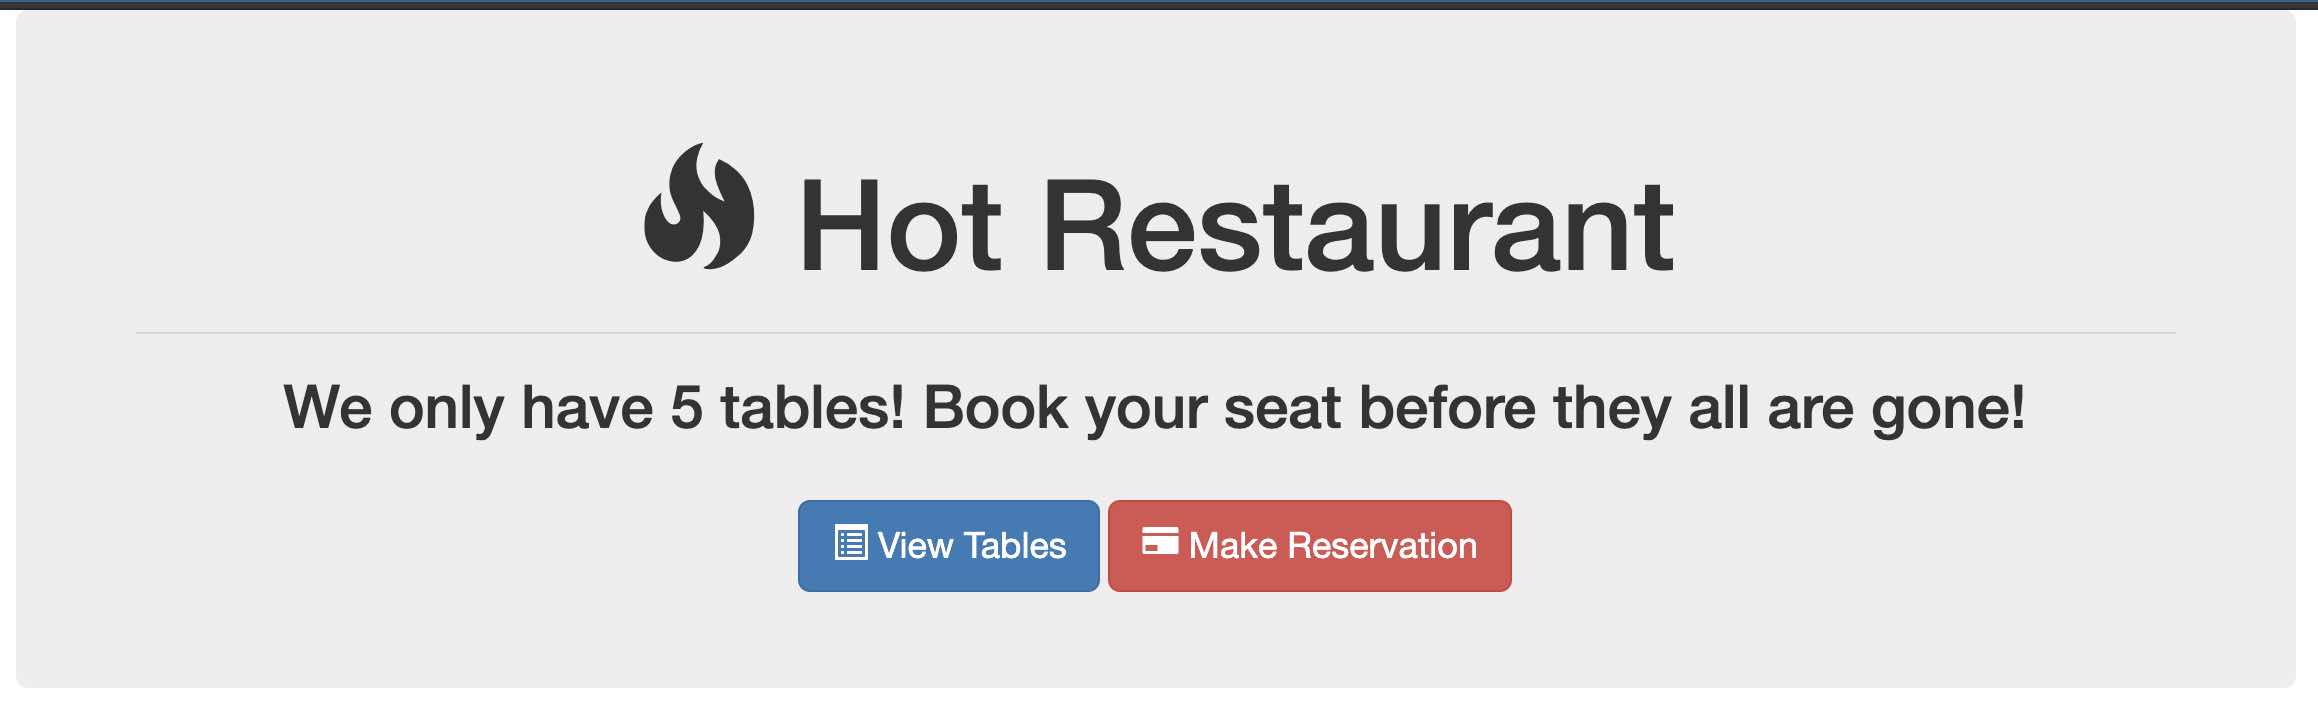 Hot Restaurant
We only have 5 tables! Book your seat before they all are gone!
View Tables
Make Reservation